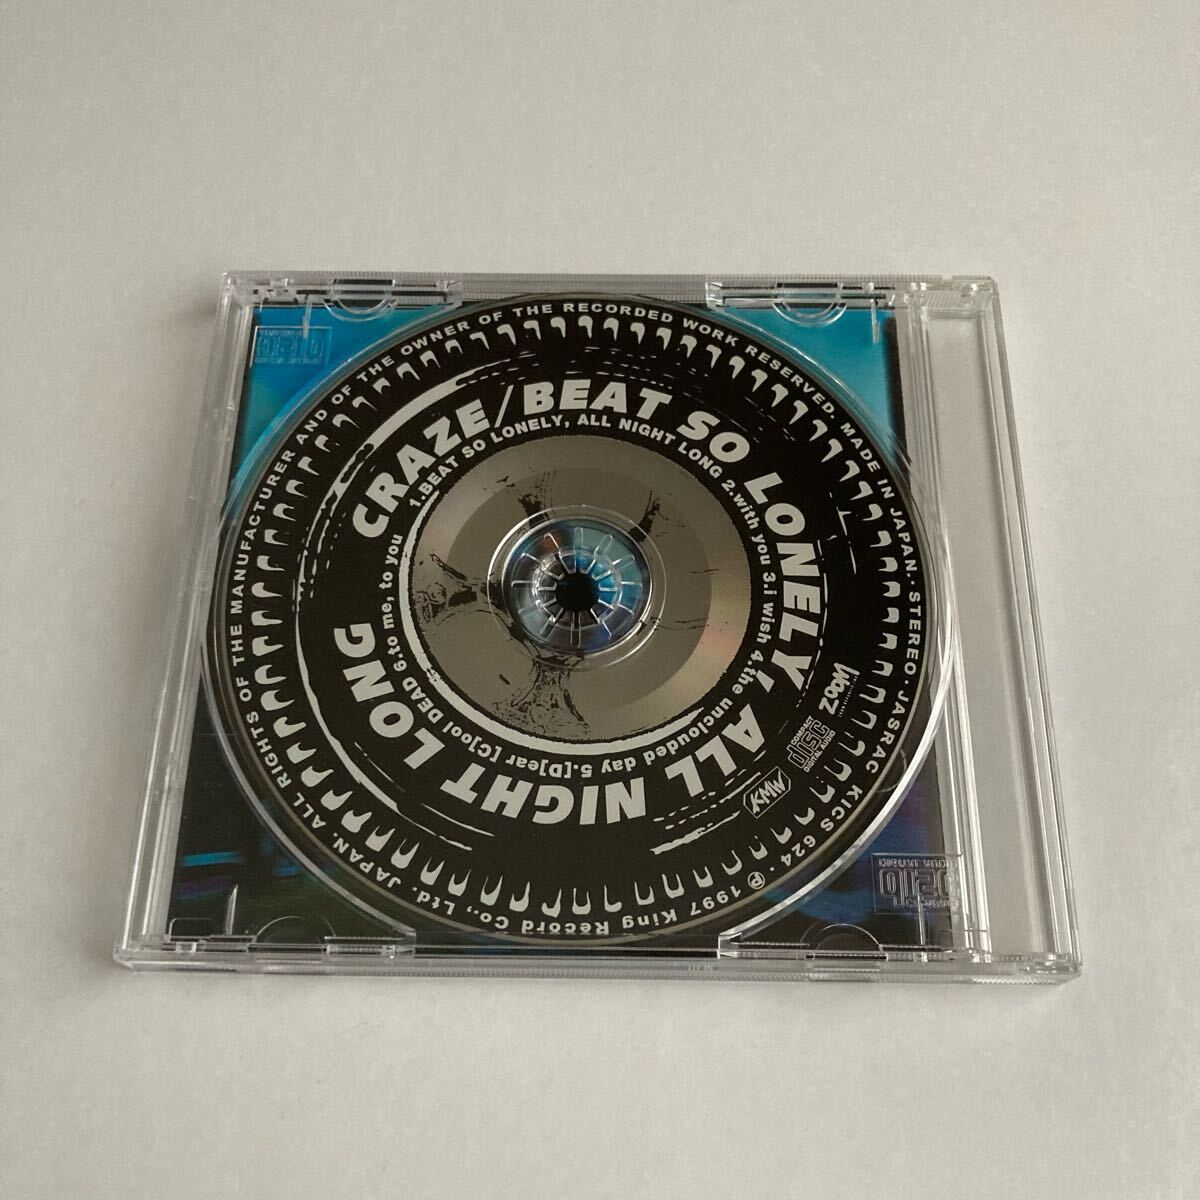 CRAZE/BEAT SO LONELY, ALL NIGHT LONG
1.BEAT SO LONELY, ALL NIGHT LONG 2.with you 3.i wish 4.the unclouded day 5.[D]ear [C]ool DEAD 6.to me, to you
ALL RIGHTS OF THE MANUFACTURER AND OF THE OWNER OF THE RECORDED WORK RESERVED. MADE IN JAPAN.·STEREO·JASRAC KICS 624·Ⓟ 1997 King Record Co., Ltd. JAPAN.
WOOZ
COMPACT
disc
DIGITAL AUDIO
KMW